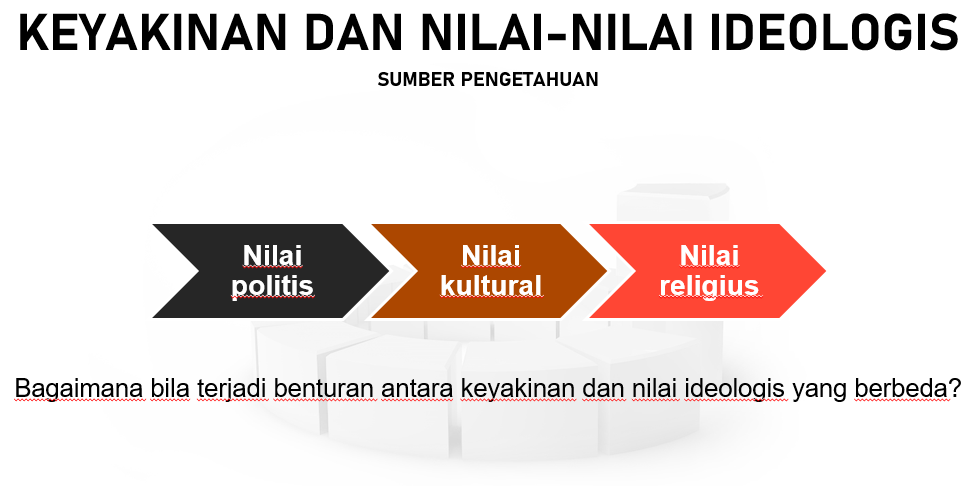 KEYAKINAN DAN NILAI-NILAI IDEOLOGIS
SUMBER PENGETAHUAN
Nilai
politis
Nilai
kultural
Nilai
religius
Bagaimana bila terjadi benturan antara keyakinan dan nilai ideologis yang berbeda?